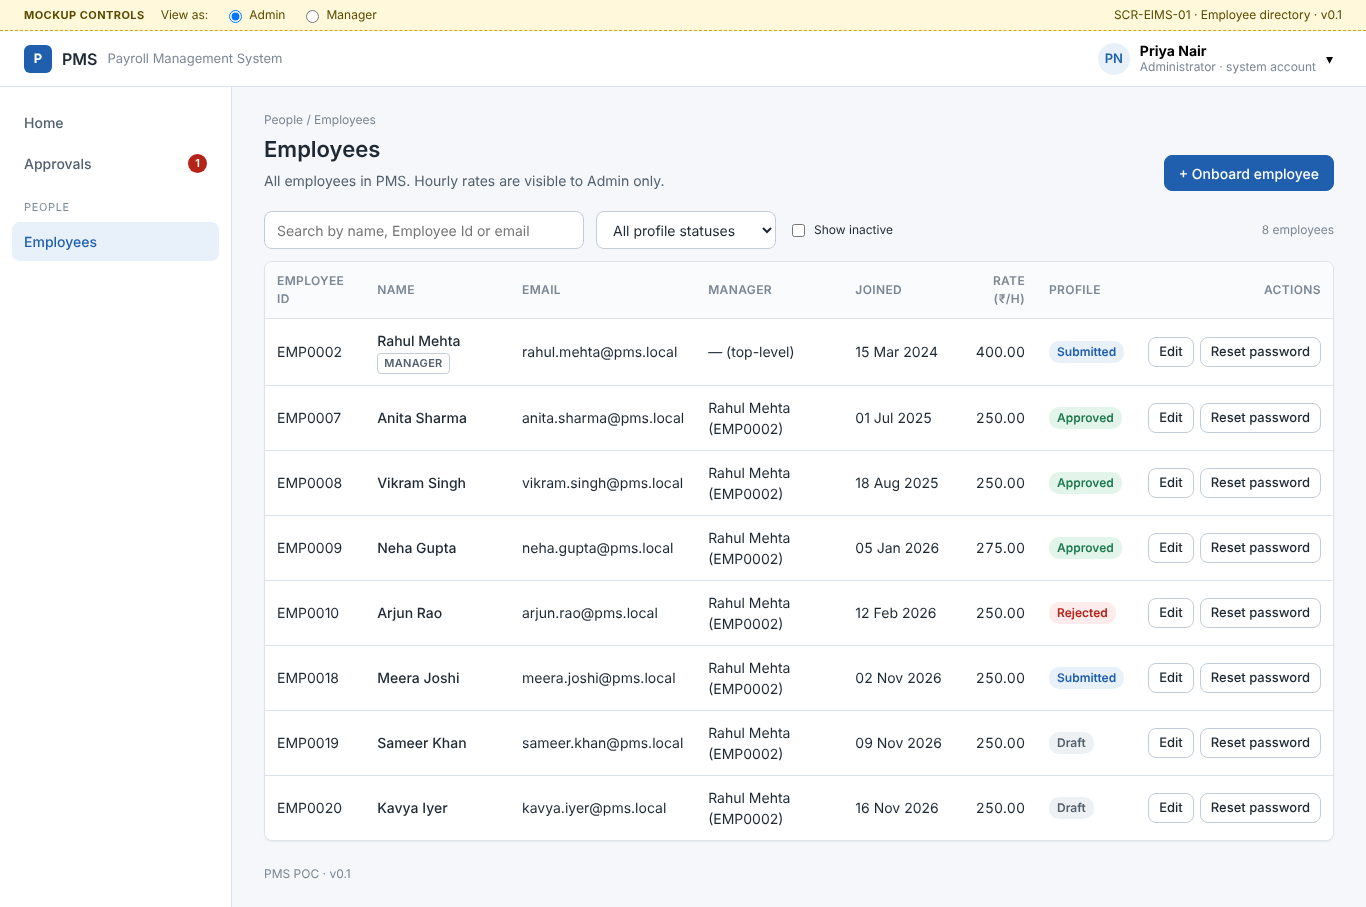 MOCKUP CONTROLS View as: Admin Manager SCR-EIMS-01 · Employee directory · v0.1
P PMS Payroll Management System PN Priya Nair
Administrator · system account ▼
Home
Approvals 1
PEOPLE
Employees
People / Employees
Employees
All employees in PMS. Hourly rates are visible to Admin only.
+ Onboard employee
Search by name, Employee Id or email All profile statuses Show inactive 8 employees
EMPLOYEE ID NAME EMAIL MANAGER JOINED RATE (₹/H) PROFILE ACTIONS
EMP0002 Rahul Mehta MANAGER rahul.mehta@pms.local — (top-level) 15 Mar 2024 400.00 Submitted Edit Reset password
EMP0007 Anita Sharma anita.sharma@pms.local Rahul Mehta (EMP0002) 01 Jul 2025 250.00 Approved Edit Reset password
EMP0008 Vikram Singh vikram.singh@pms.local Rahul Mehta (EMP0002) 18 Aug 2025 250.00 Approved Edit Reset password
EMP0009 Neha Gupta neha.gupta@pms.local Rahul Mehta (EMP0002) 05 Jan 2026 275.00 Approved Edit Reset password
EMP0010 Arjun Rao arjun.rao@pms.local Rahul Mehta (EMP0002) 12 Feb 2026 250.00 Rejected Edit Reset password
EMP0018 Meera Joshi meera.joshi@pms.local Rahul Mehta (EMP0002) 02 Nov 2026 250.00 Submitted Edit Reset password
EMP0019 Sameer Khan sameer.khan@pms.local Rahul Mehta (EMP0002) 09 Nov 2026 250.00 Draft Edit Reset password
EMP0020 Kavya Iyer kavya.iyer@pms.local Rahul Mehta (EMP0002) 16 Nov 2026 250.00 Draft Edit Reset password
PMS POC · v0.1